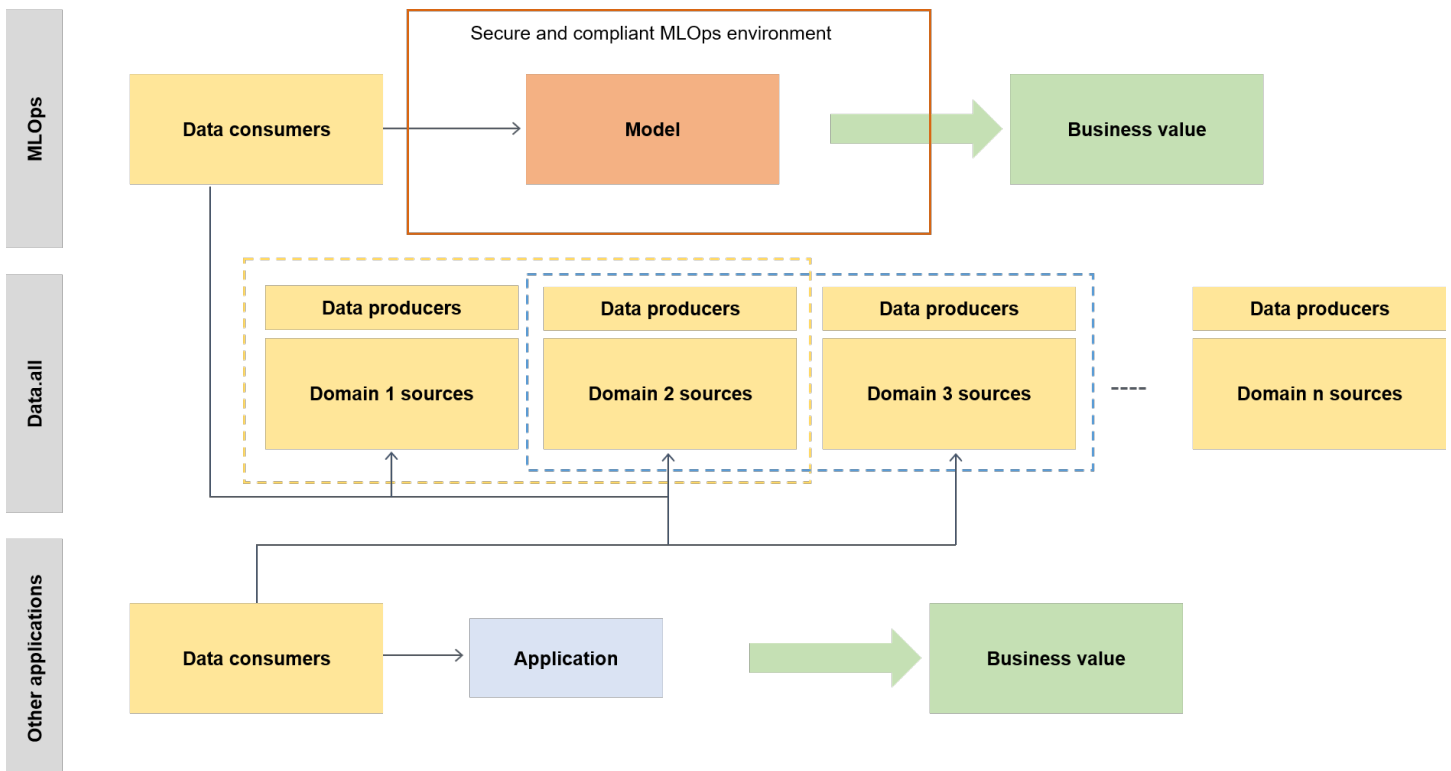 MLOps
Secure and compliant MLOps environment
Data consumers
Model
Business value
Data.all
Data producers
Data producers
Data producers
Data producers
Domain 1 sources
Domain 2 sources
Domain 3 sources
Domain n sources
Other applications
Data consumers
Application
Business value